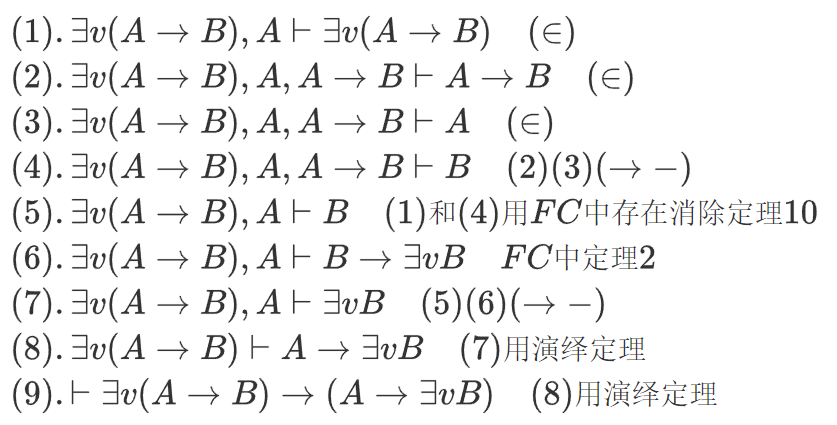 (1). ∃v(A → B), A ⊢ ∃v(A → B) (∈)
(2). ∃v(A → B), A, A → B ⊢ A → B (∈)
(3). ∃v(A → B), A, A → B ⊢ A (∈)
(4). ∃v(A → B), A, A → B ⊢ B (2)(3)(→ −)
(5). ∃v(A → B), A ⊢ B (1)和(4)用FC中存在消除定理10
(6). ∃v(A → B), A ⊢ B → ∃vB FC中定理2
(7). ∃v(A → B), A ⊢ ∃vB (5)(6)(→ −)
(8). ∃v(A → B) ⊢ A → ∃vB (7)用演绎定理
(9). ⊢ ∃v(A → B) → (A → ∃vB) (8)用演绎定理